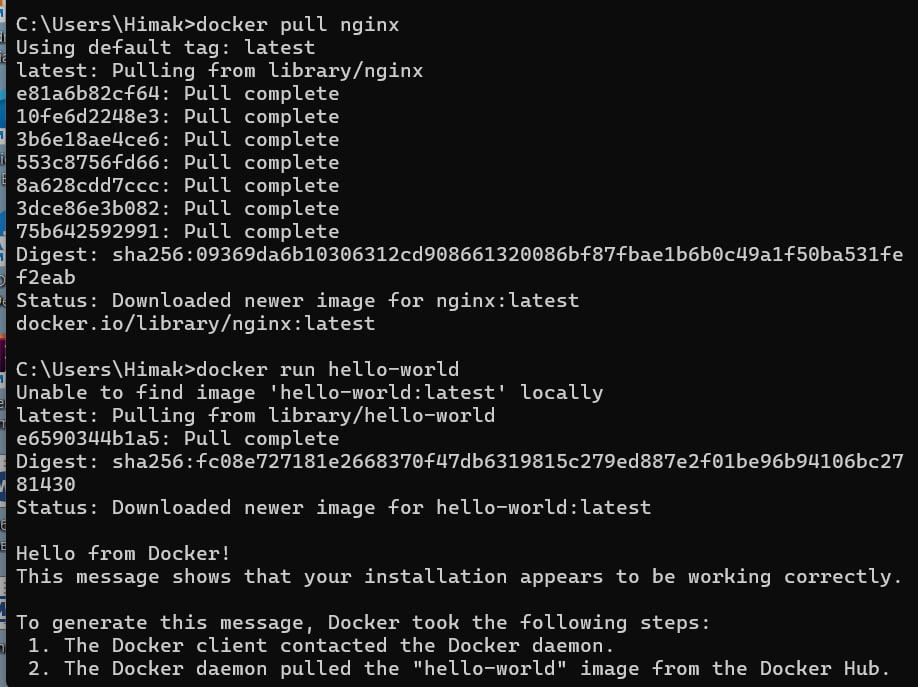 C:\Users\Himak>docker pull nginx
Using default tag: latest
latest: Pulling from library/nginx
e81a6b82cf64: Pull complete
10fe6d2248e3: Pull complete
3b6e18ae4ce6: Pull complete
553c8756fd66: Pull complete
8a628cdd7ccc: Pull complete
3dce86e3b082: Pull complete
75b642592991: Pull complete
Digest: sha256:09369da6b10306312cd908661320086bf87fbae1b6b0c49a1f50ba531fe
f2eab
Status: Downloaded newer image for nginx:latest
docker.io/library/nginx:latest
C:\Users\Himak>docker run hello-world
Unable to find image 'hello-world:latest' locally
latest: Pulling from library/hello-world
e6590344b1a5: Pull complete
Digest: sha256:fc08e727181e2668370f47db6319815c279ed887e2f01be96b94106bc27
81430
Status: Downloaded newer image for hello-world:latest
Hello from Docker!
This message shows that your installation appears to be working correctly.
To generate this message, Docker took the following steps:
1. The Docker client contacted the Docker daemon.
2. The Docker daemon pulled the "hello-world" image from the Docker Hub.